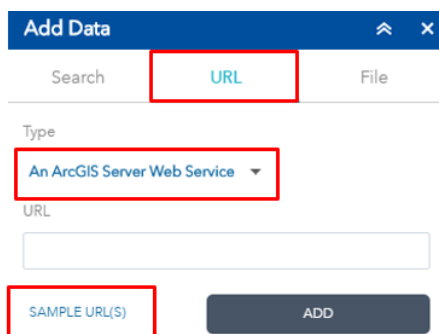 Add Data
Search URL File
Type
An ArcGIS Server Web Service
URL
SAMPLE URL(S) ADD